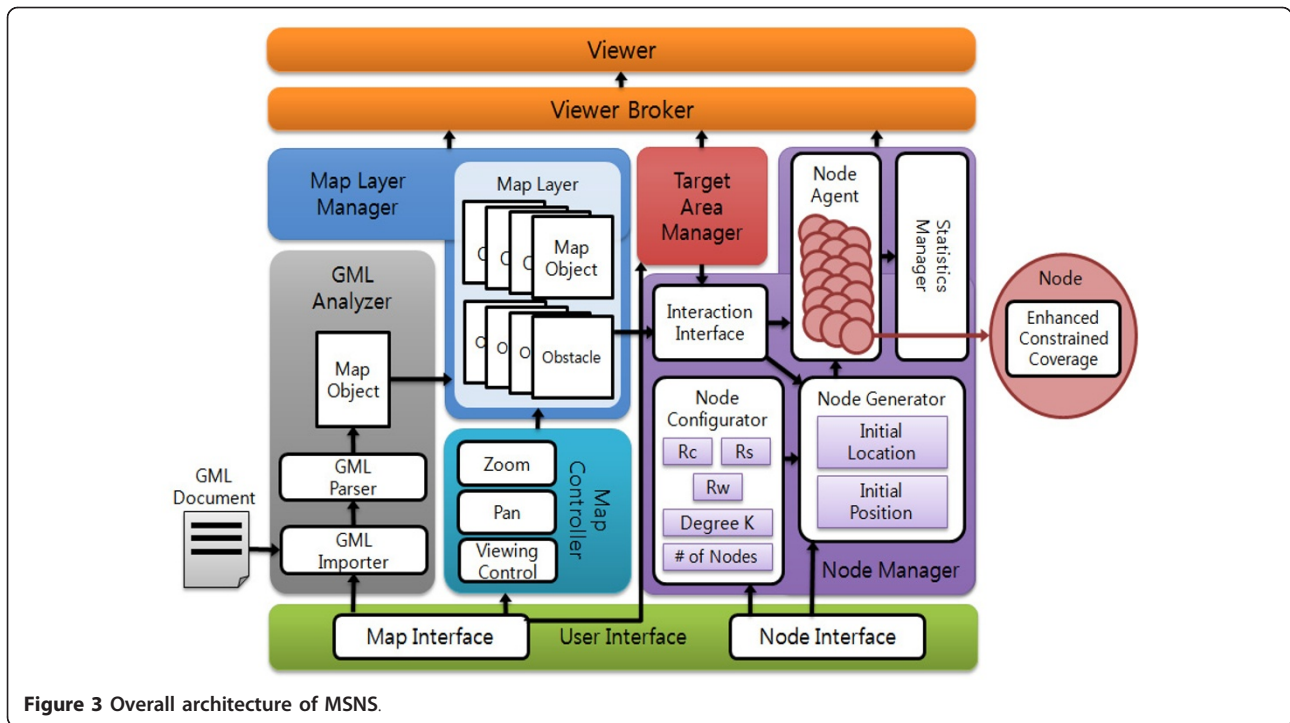 Viewer
Viewer Broker
Map Layer
Manager
Map Layer
Map
Object
Obstacle
Target
Area
Manager
Node
Agent
Statistics
Manager
Node
Enhanced
Constrained
Coverage
GML
Analyzer
Map
Object
GML
Parser
GML
Importer
GML
Document
Zoom
Pan
Viewing
Control
Map
Controller
Interaction
Interface
Node
Configurator
Rc
Rs
Rw
Degree K
# of Nodes
Node Generator
Initial
Location
Initial
Position
Node Manager
Map Interface
User Interface
Node Interface
Figure 3 Overall architecture of MSNS.